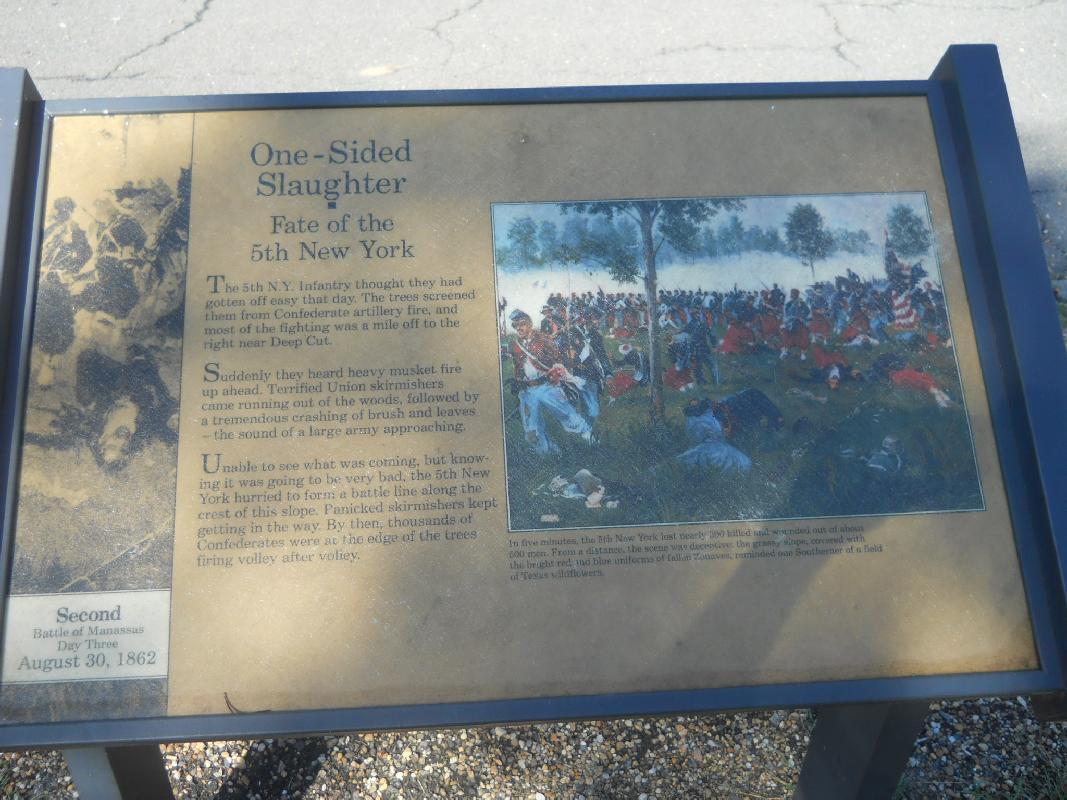 One-Sided
Slaughter
Fate of the
5th New York
The 5th N.Y. Infantry thought they had
gotten off easy that day. The trees screened
them from Confederate artillery fire, and
most of the fighting was a mile off to the
right near Deep Cut.
Suddenly they heard heavy musket fire
up ahead. Terrified Union skirmishers
came running out of the woods, followed by
a tremendous crashing of brush and leaves
– the sound of a large army approaching.
Unable to see what was coming, but know-
ing it was going to be very bad, the 5th New
York hurried to form a battle line along the
crest of this slope. Panicked skirmishers kept
getting in the way. By then, thousands of
Confederates were at the edge of the trees
firing volley after volley.
In five minutes, the 5th New York lost nearly 300 killed and wounded out of about
500 men. From a distance, the scene was deceptive: the grassy slope, covered with
the bright red and blue uniforms of fallen Zouaves, reminded one Southerner of a field
of Texas wildflowers.
Second
Battle of Manassas
Day Three
August 30, 1862